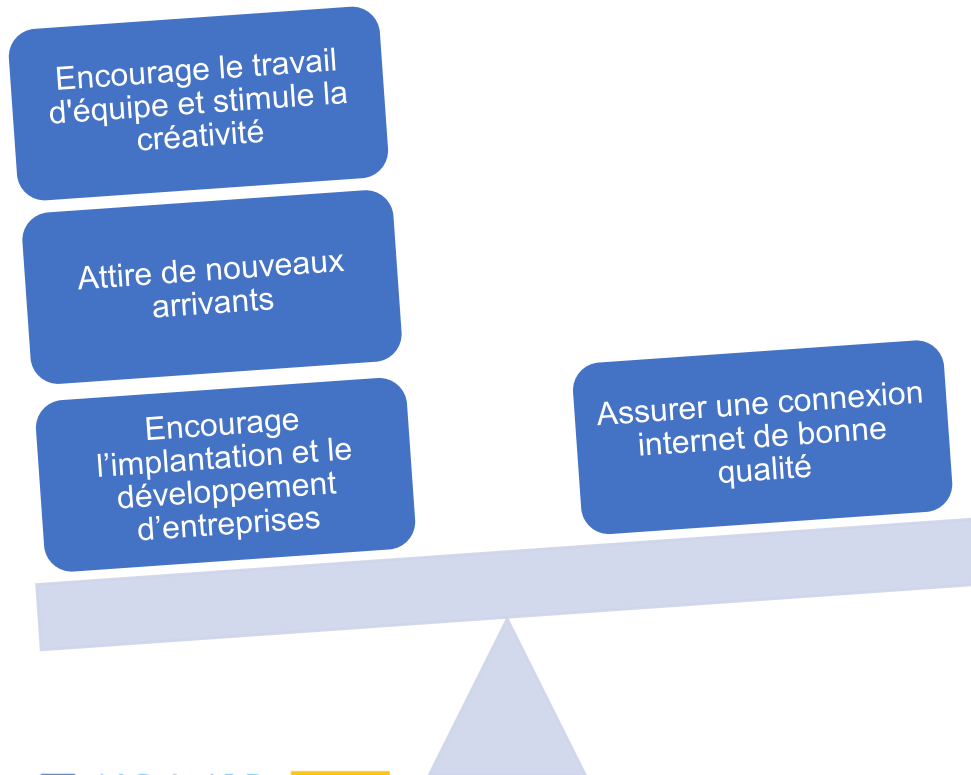 Encourage le travail
d'équipe et stimule la
créativité
Attire de nouveaux
arrivants
Encourage
l’implantation et le
développement
d’entreprises
Assurer une connexion
internet de bonne
qualité